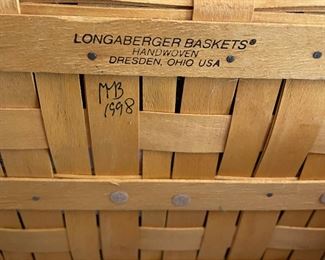 LONGABERGER BASKETS®
HANDWOVEN
DRESDEN, OHIO USA
MB
1998